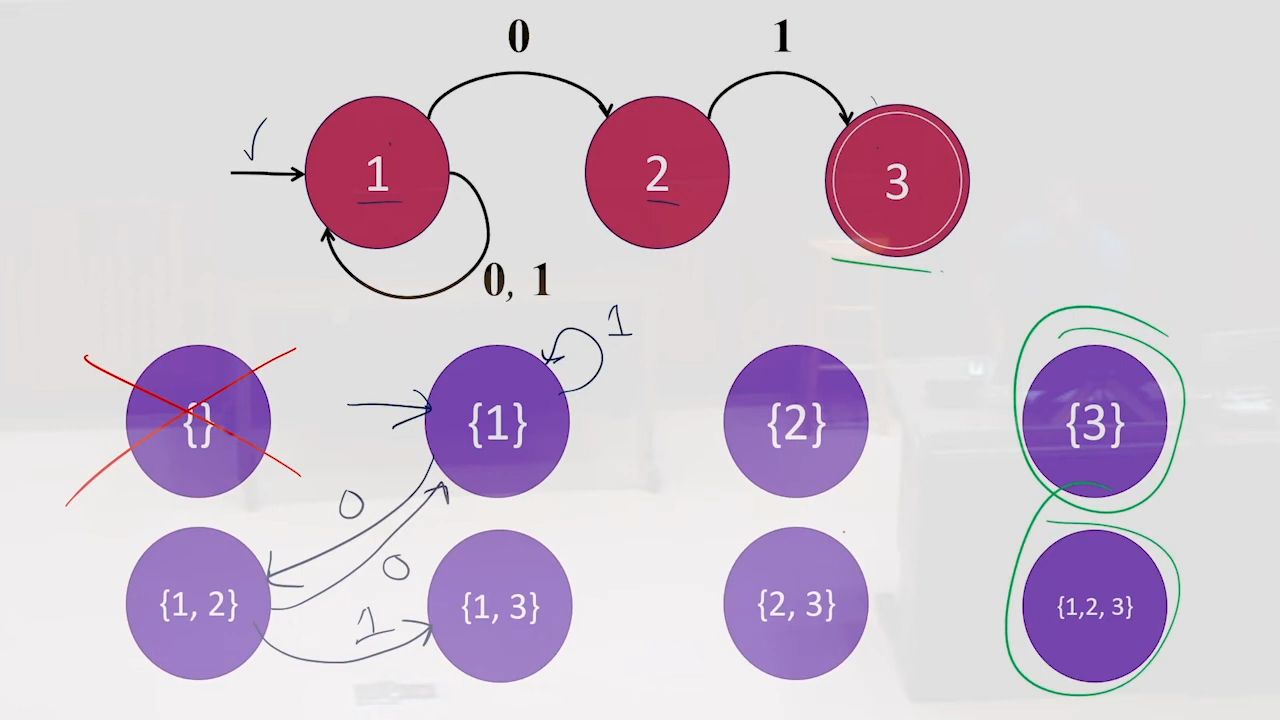 0 1
1 2 3
0, 1
1
{} {1} {2} {3}
0
0
{1, 2} {1, 3} {2, 3} {1,2, 3}
1